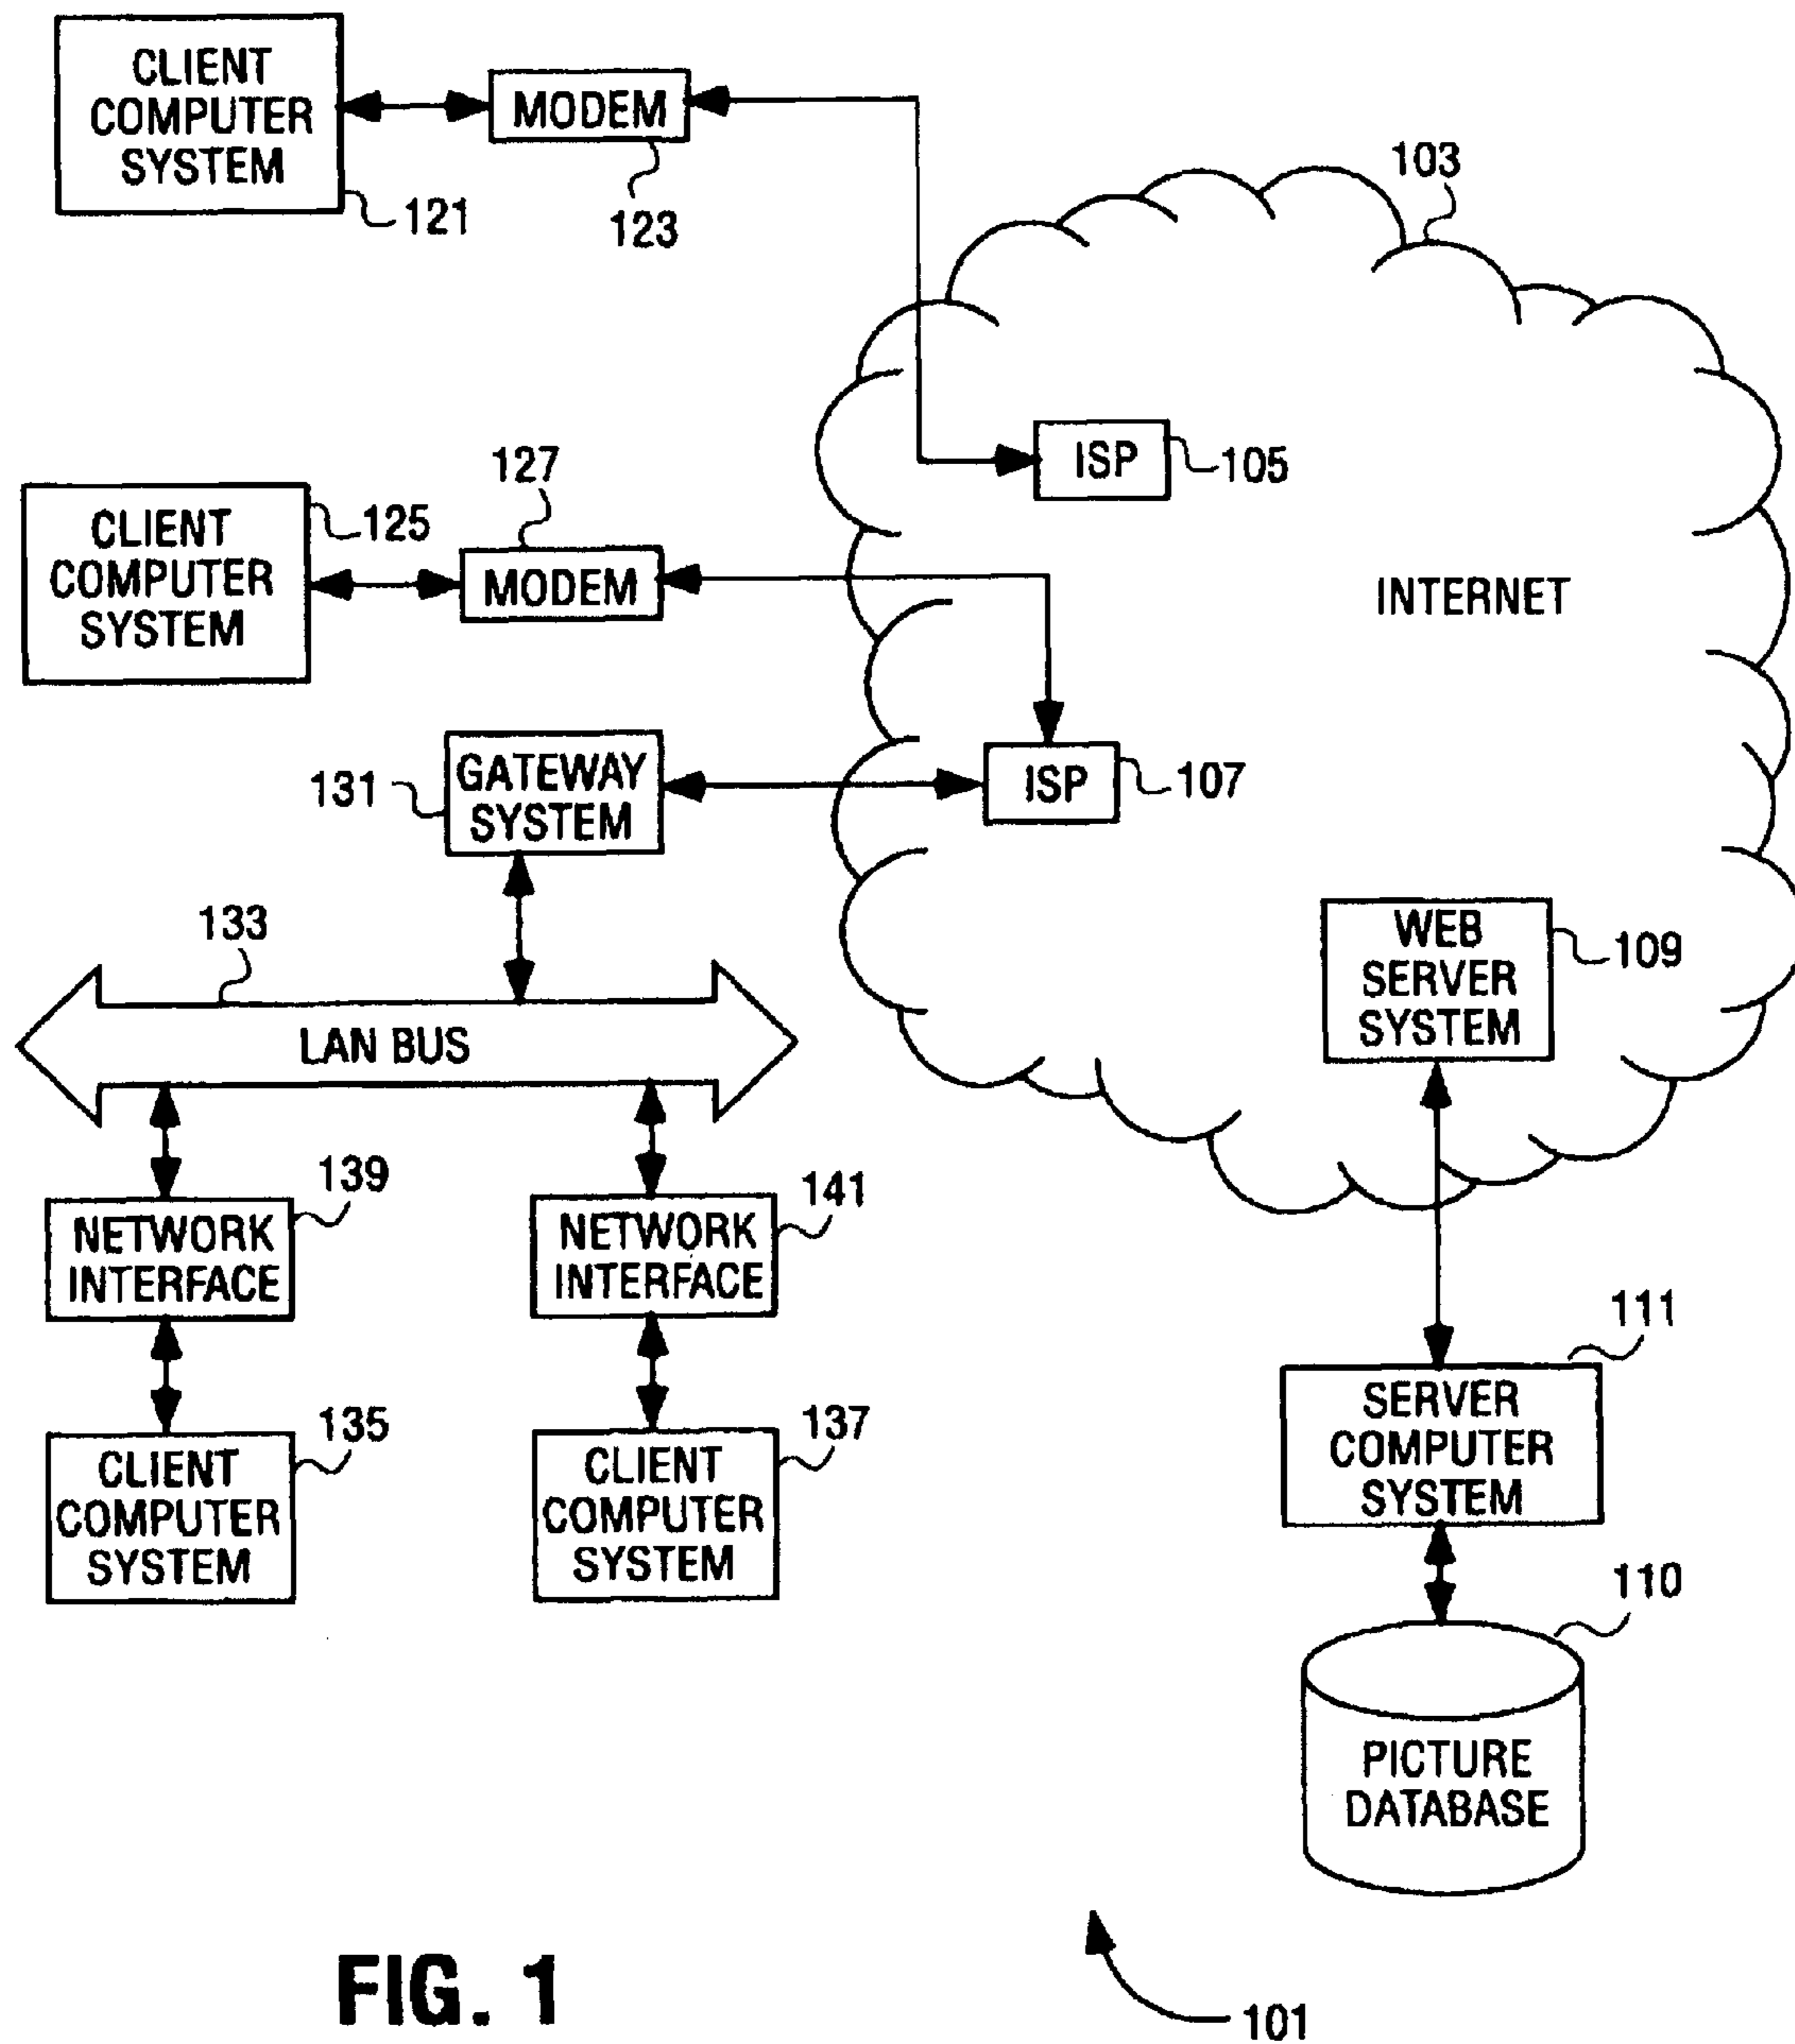 CLIENT
COMPUTER
SYSTEM
121
MODEM
123
103
ISP
105
127
CLIENT
COMPUTER
SYSTEM
125
MODEM
INTERNET
131
GATEWAY
SYSTEM
ISP
107
133
LAN BUS
WEB
SERVER
SYSTEM
109
139
NETWORK
INTERFACE
141
NETWORK
INTERFACE
111
SERVER
COMPUTER
SYSTEM
135
CLIENT
COMPUTER
SYSTEM
137
CLIENT
COMPUTER
SYSTEM
110
PICTURE
DATABASE
FIG. 1
101